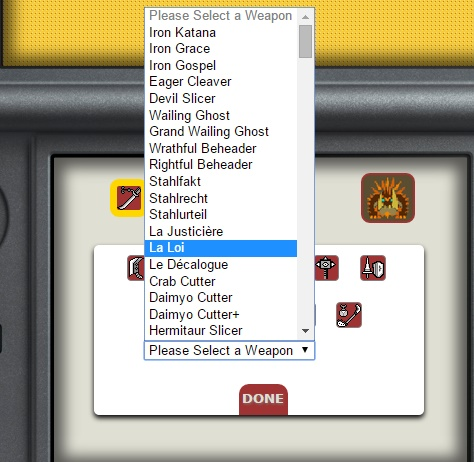 Please Select a Weapon
Iron Katana
Iron Grace
Iron Gospel
Eager Cleaver
Devil Slicer
Wailing Ghost
Grand Wailing Ghost
Wrathful Beheader
Rightful Beheader
Stahlfakt
Stahlrecht
Stahlurteil
La Justicière
La Loi
Le Décalogue
Crab Cutter
Daimyo Cutter
Daimyo Cutter+
Hermitaur Slicer
Please Select a Weapon
DONE